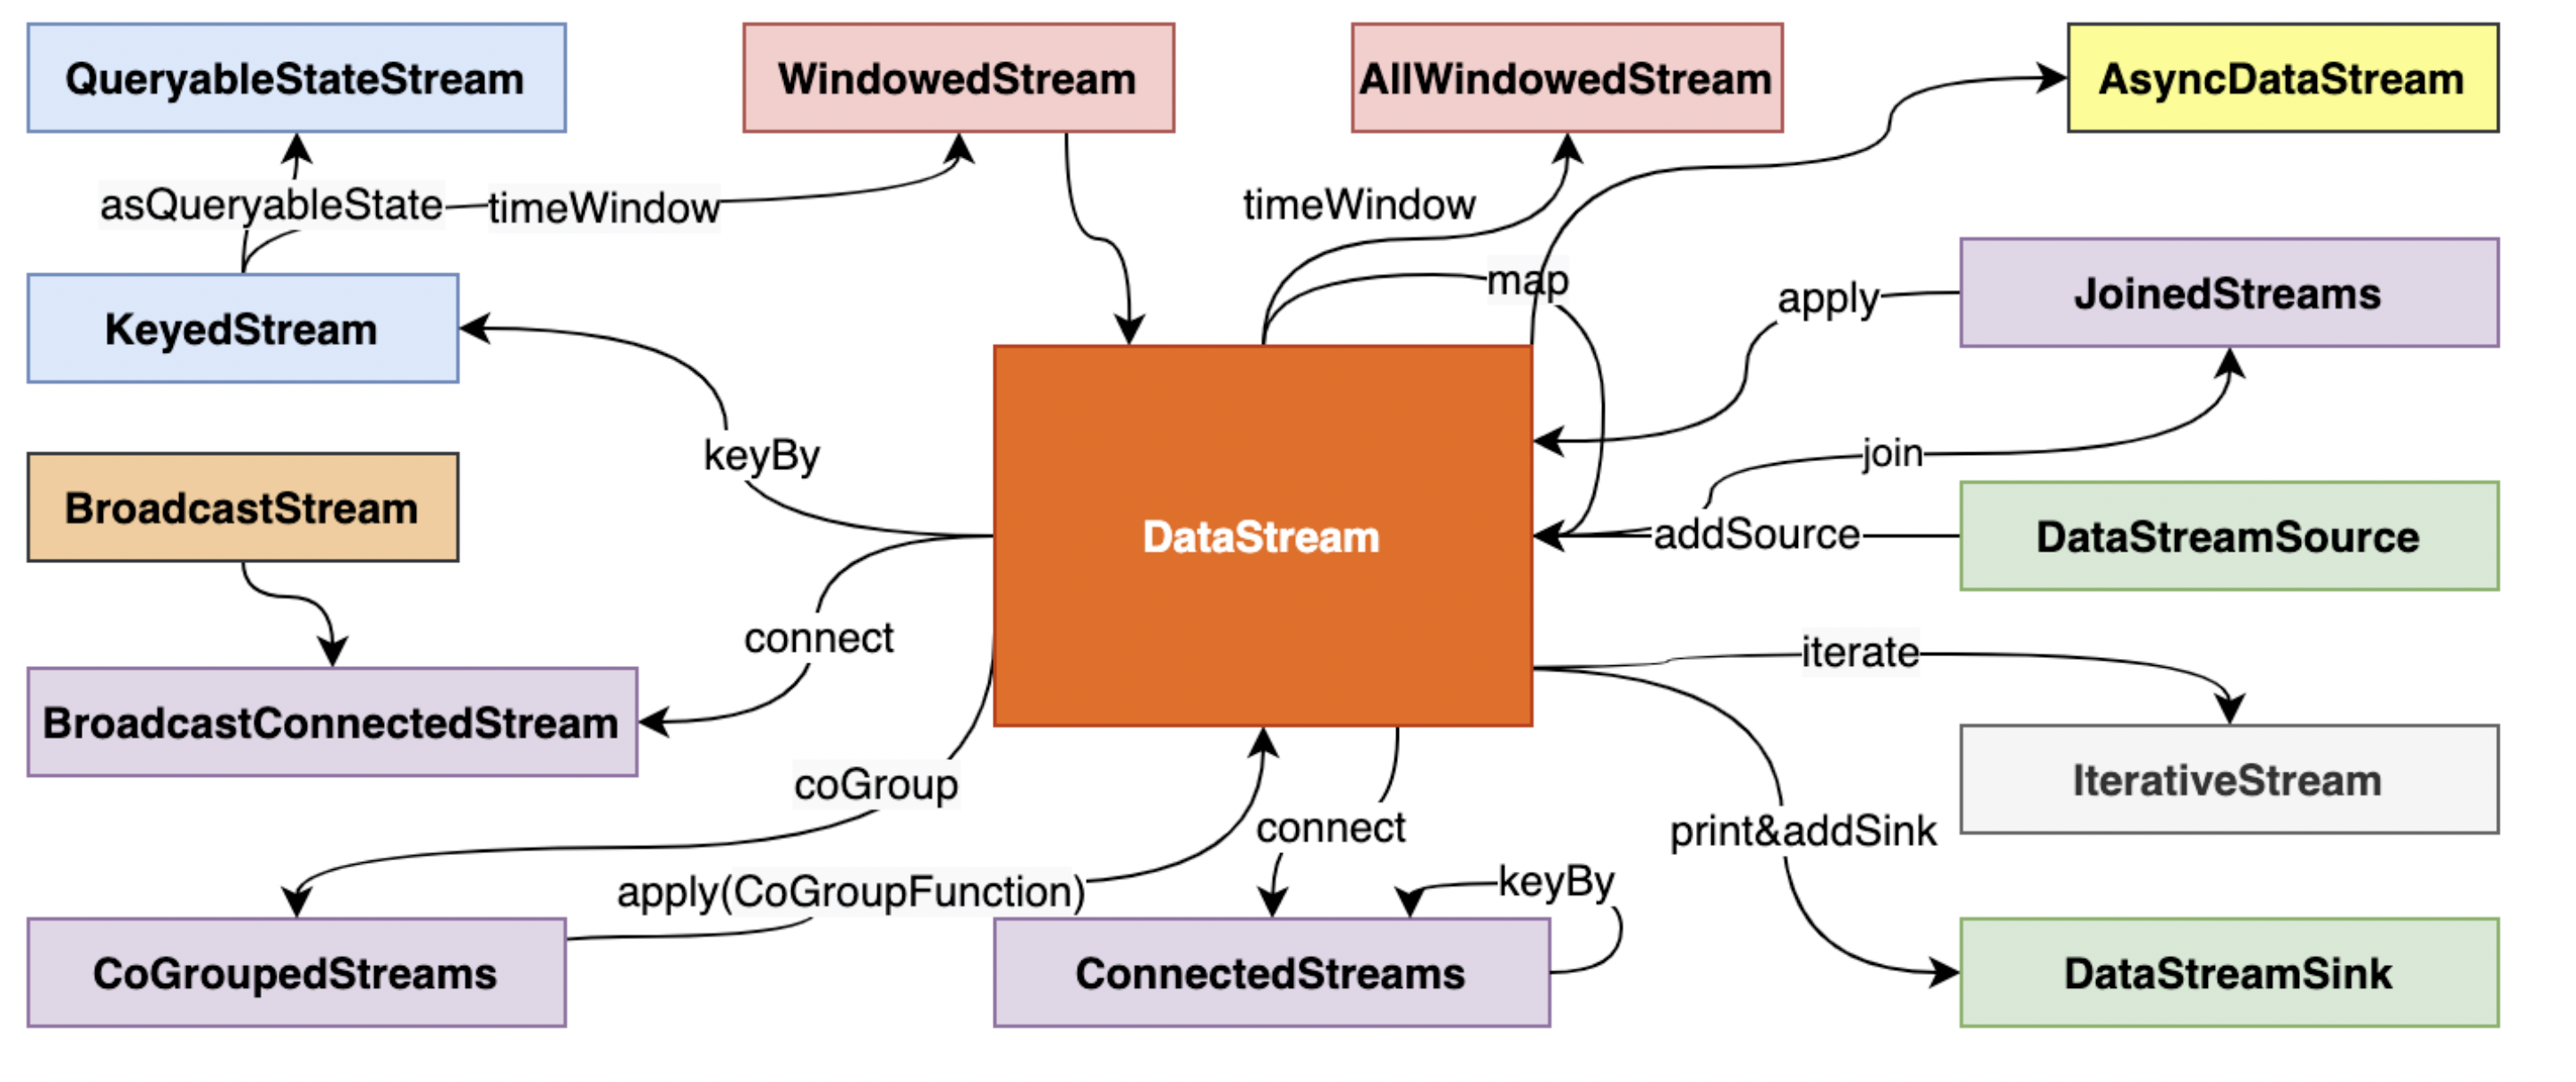 QueryableStateStream
WindowedStream
AllWindowedStream
AsyncDataStream
asQueryableState
timeWindow
timeWindow
map
apply
JoinedStreams
KeyedStream
keyBy
join
BroadcastStream
DataStream
addSource
DataStreamSource
connect
iterate
BroadcastConnectedStream
coGroup
IterativeStream
connect
print&addSink
apply(CoGroupFunction)
keyBy
CoGroupedStreams
ConnectedStreams
DataStreamSink